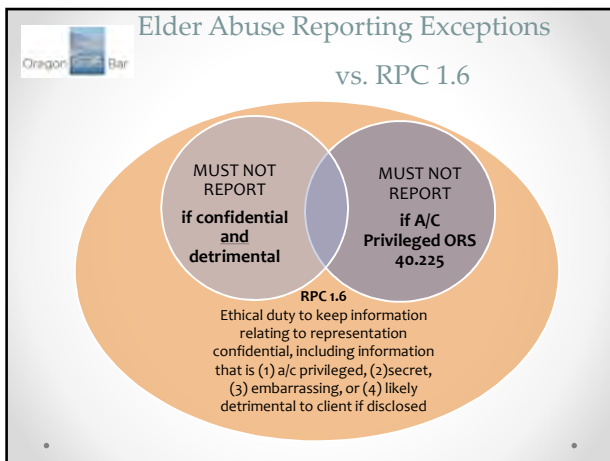 Elder Abuse Reporting Exceptions
vs. RPC 1.6
Oregon State Bar
MUST NOT
REPORT
if confidential
and
detrimental
MUST NOT
REPORT
if A/C
Privileged ORS
40.225
RPC 1.6
Ethical duty to keep information
relating to representation
confidential, including information
that is (1) a/c privileged, (2)secret,
(3) embarrassing, or (4) likely
detrimental to client if disclosed